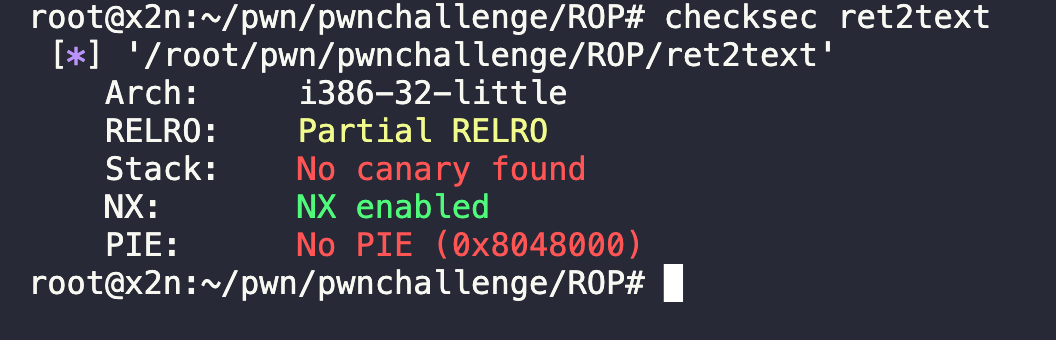 root@x2n:~/pwn/pwnchallenge/ROP# checksec ret2text
[*] '/root/pwn/pwnchallenge/ROP/ret2text'
Arch: i386-32-little
RELRO: Partial RELRO
Stack: No canary found
NX: NX enabled
PIE: No PIE (0x8048000)
root@x2n:~/pwn/pwnchallenge/ROP#